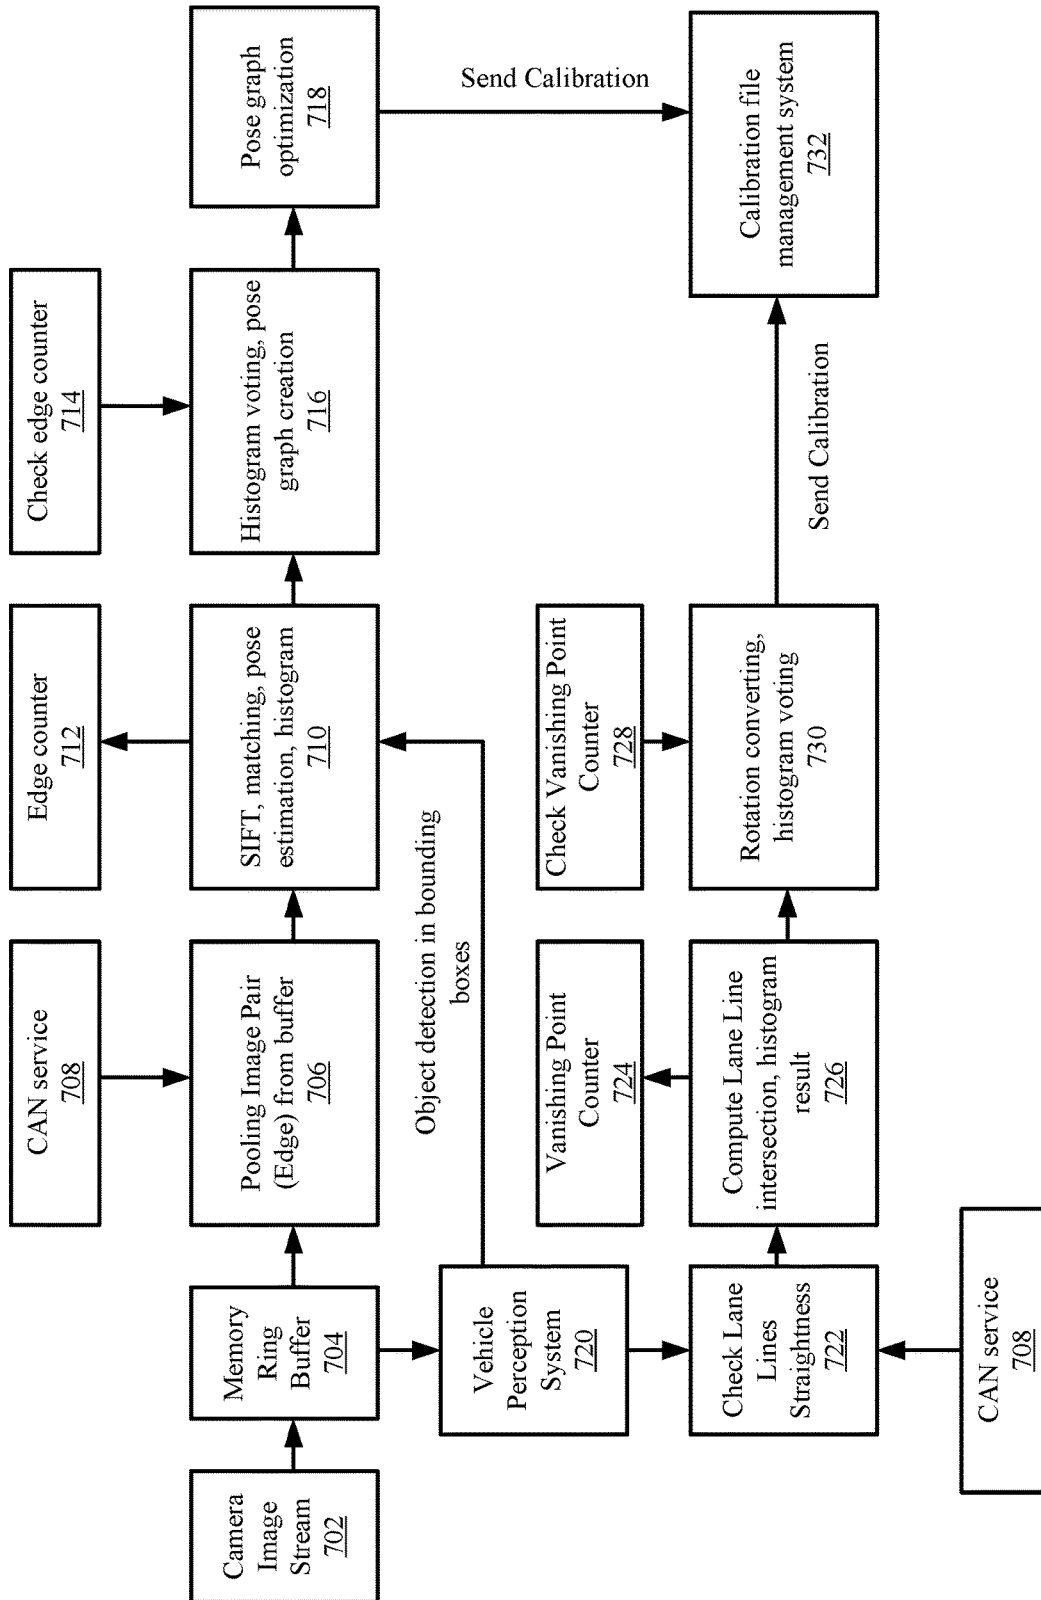 Camera
Image
Stream
702
Memory
Ring
Buffer
704
CAN service
708
Pooling Image Pair
(Edge) from buffer
706
Edge counter
712
SIFT, matching, pose
estimation, histogram
710
Check edge counter
714
Histogram voting, pose
graph creation
716
Pose graph
optimization
718
Send Calibration
Object detection in bounding
boxes
Vehicle
Perception
System
720
Check Lane
Lines
Straightness
722
CAN service
708
Vanishing Point
Counter
724
Compute Lane Line
intersection, histogram
result
726
Check Vanishing Point
Counter
728
Rotation converting,
histogram voting
730
Send Calibration
Calibration file
management system
732